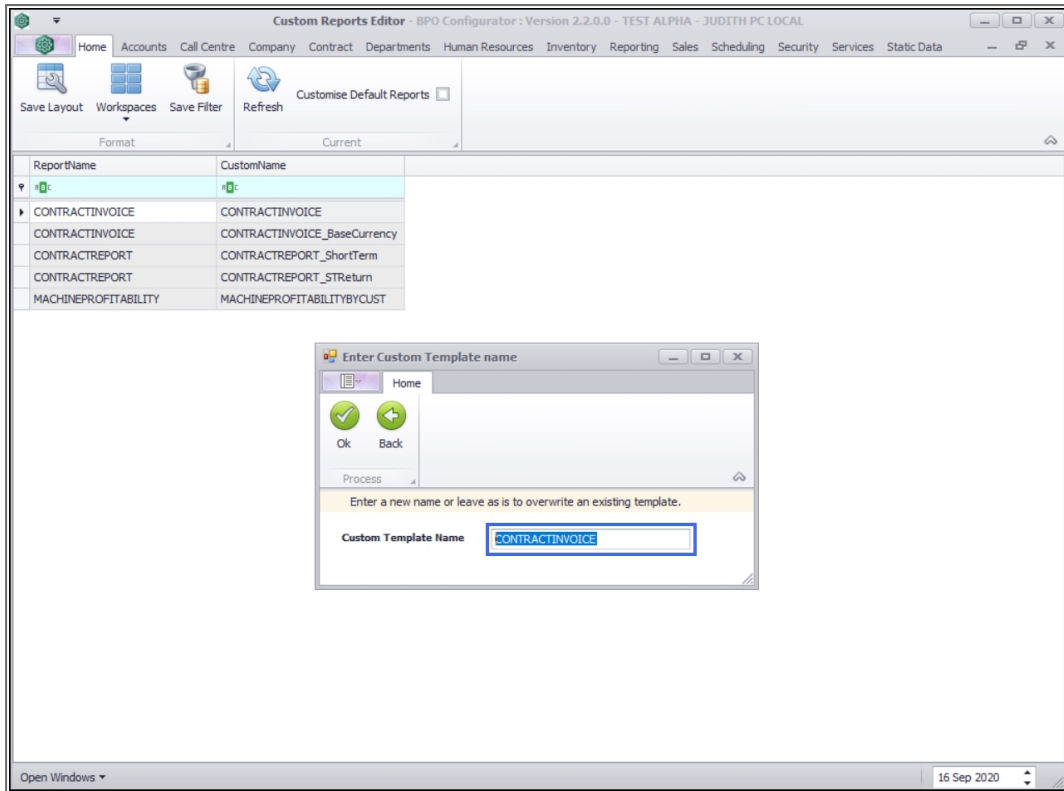 Custom Reports Editor - BPO Configurator : Version 2.2.0.0 - TEST ALPHA - JUDITH PC LOCAL
Home Accounts Call Centre Company Contract Departments Human Resources Inventory Reporting Sales Scheduling Security Services Static Data
Save Layout Workspaces Save Filter Refresh Customise Default Reports
Format Current
ReportName CustomName
CONTRACTINVOICE CONTRACTINVOICE
CONTRACTINVOICE CONTRACTINVOICE_BaseCurrency
CONTRACTREPORT CONTRACTREPORT_ShortTerm
CONTRACTREPORT CONTRACTREPORT_STReturn
MACHINEPROFITABILITY MACHINEPROFITABILITYBYCUST
Enter Custom Template name
Home
Ok Back
Process
Enter a new name or leave as is to overwrite an existing template.
Custom Template Name CONTRACTINVOICE
Open Windows 16 Sep 2020